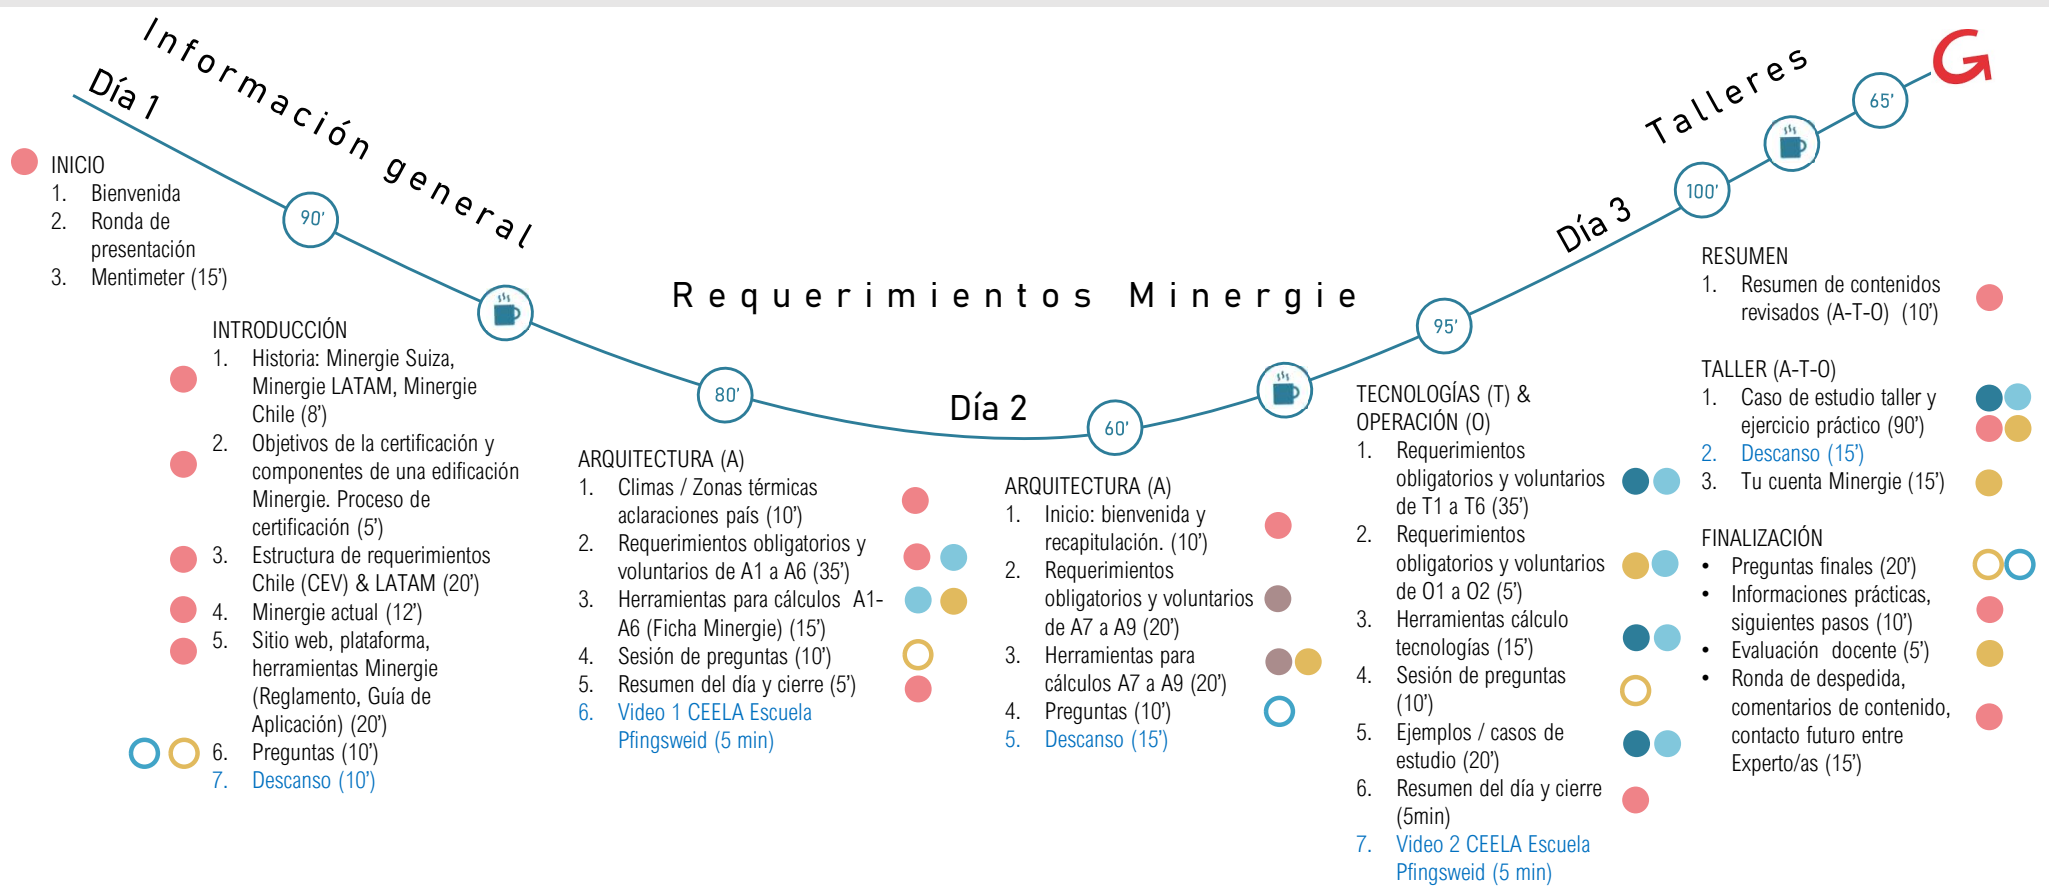 Información general
Día 1
90'
INICIO
1. Bienvenida
2. Ronda de
presentación
3. Mentimeter (15')
INTRODUCCIÓN
1. Historia: Minergie Suiza,
Minergie LATAM, Minergie
Chile (8')
2. Objetivos de la certificación y
componentes de una edificación
Minergie. Proceso de
certificación (5')
3. Estructura de requerimientos
Chile (CEV) & LATAM (20')
4. Minergie actual (12')
5. Sitio web, plataforma,
herramientas Minergie
(Reglamento, Guía de
Aplicación) (20')
6. Preguntas (10')
7. Descanso (10')
Requerimientos Minergie
80'
Día 2
60'
95'
ARQUITECTURA (A)
1. Climas / Zonas térmicas
aclaraciones país (10')
2. Requerimientos obligatorios y
voluntarios de A1 a A6 (35')
3. Herramientas para cálculos A1-
A6 (Ficha Minergie) (15')
4. Sesión de preguntas (10')
5. Resumen del día y cierre (5')
6. Video 1 CEELA Escuela
Pfingsweid (5 min)
ARQUITECTURA (A)
1. Inicio: bienvenida y
recapitulación. (10')
2. Requerimientos
obligatorios y voluntarios
de A7 a A9 (20')
3. Herramientas para
cálculos A7 a A9 (20')
4. Preguntas (10')
5. Descanso (15')
TECNOLOGÍAS (T) &
OPERACIÓN (O)
1. Requerimientos
obligatorios y voluntarios
de T1 a T6 (35')
2. Requerimientos
obligatorios y voluntarios
de O1 a O2 (5')
3. Herramientas cálculo
tecnologías (15')
4. Sesión de preguntas
(10')
5. Ejemplos / casos de
estudio (20')
6. Resumen del día y cierre
(5min)
7. Video 2 CEELA Escuela
Pfingsweid (5 min)
Talleres
Día 3
100'
65'
RESUMEN
1. Resumen de contenidos
revisados (A-T-O) (10')
TALLER (A-T-O)
1. Caso de estudio taller y
ejercicio práctico (90')
2. Descanso (15')
3. Tu cuenta Minergie (15')
FINALIZACIÓN
• Preguntas finales (20')
• Informaciones prácticas,
siguientes pasos (10')
• Evaluación docente (5')
• Ronda de despedida,
comentarios de contenido,
contacto futuro entre
Experto/as (15')